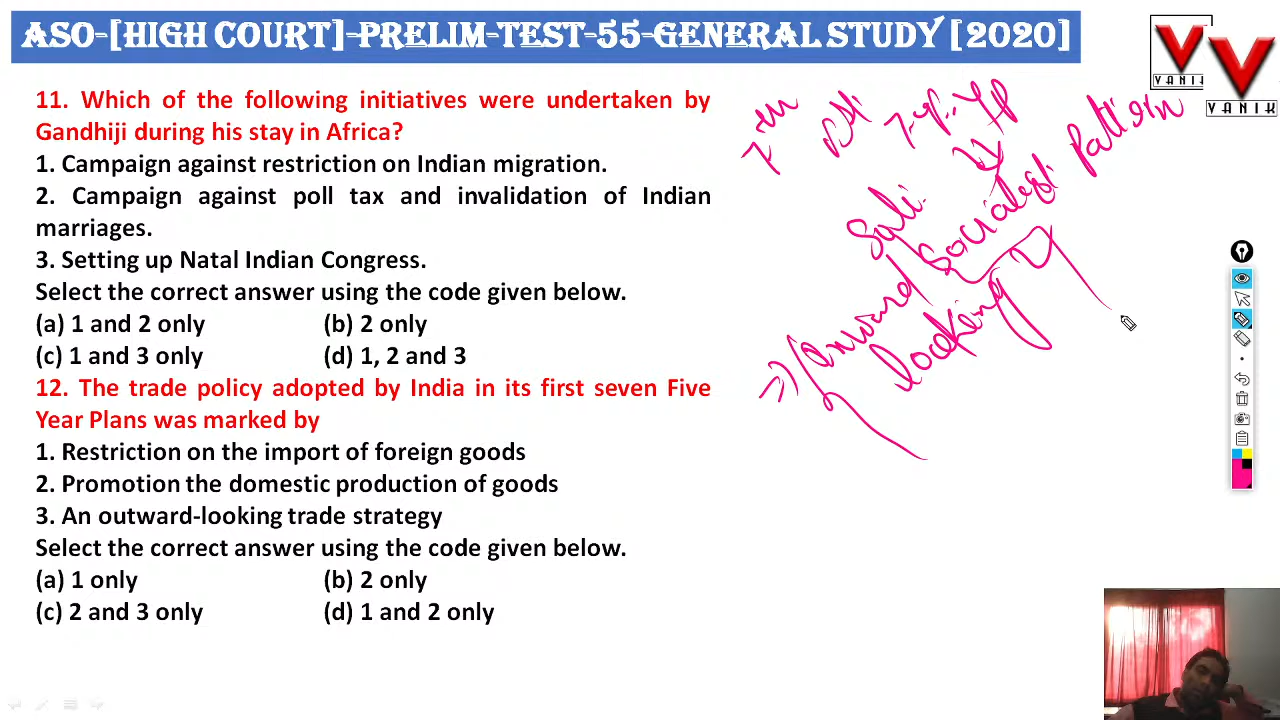 ASO-[HIGH COURT]-PRELIM-TEST-55-GENERAL STUDY [2020]
VANIK
VANIK
11. Which of the following initiatives were undertaken by
Gandhiji during his stay in Africa?
1. Campaign against restriction on Indian migration.
2. Campaign against poll tax and invalidation of Indian
marriages.
3. Setting up Natal Indian Congress.
Select the correct answer using the code given below.
(a) 1 and 2 only (b) 2 only
(c) 1 and 3 only (d) 1, 2 and 3
12. The trade policy adopted by India in its first seven Five
Year Plans was marked by
1. Restriction on the import of foreign goods
2. Promotion the domestic production of goods
3. An outward-looking trade strategy
Select the correct answer using the code given below.
(a) 1 only (b) 2 only
(c) 2 and 3 only (d) 1 and 2 only
Socialist Pattern
Inward
looking